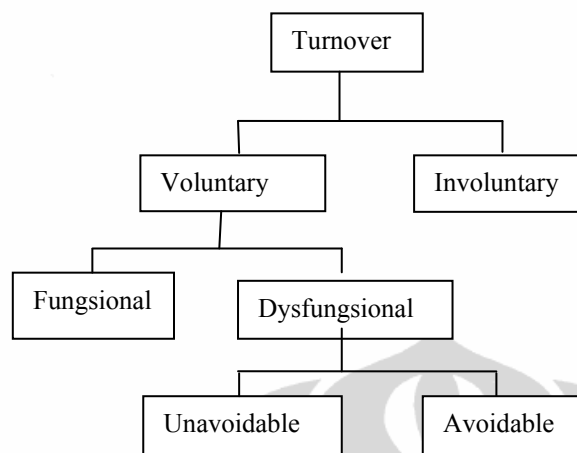 Turnover
Voluntary
Involuntary
Fungsional
Dysfungsional
Unavoidable
Avoidable